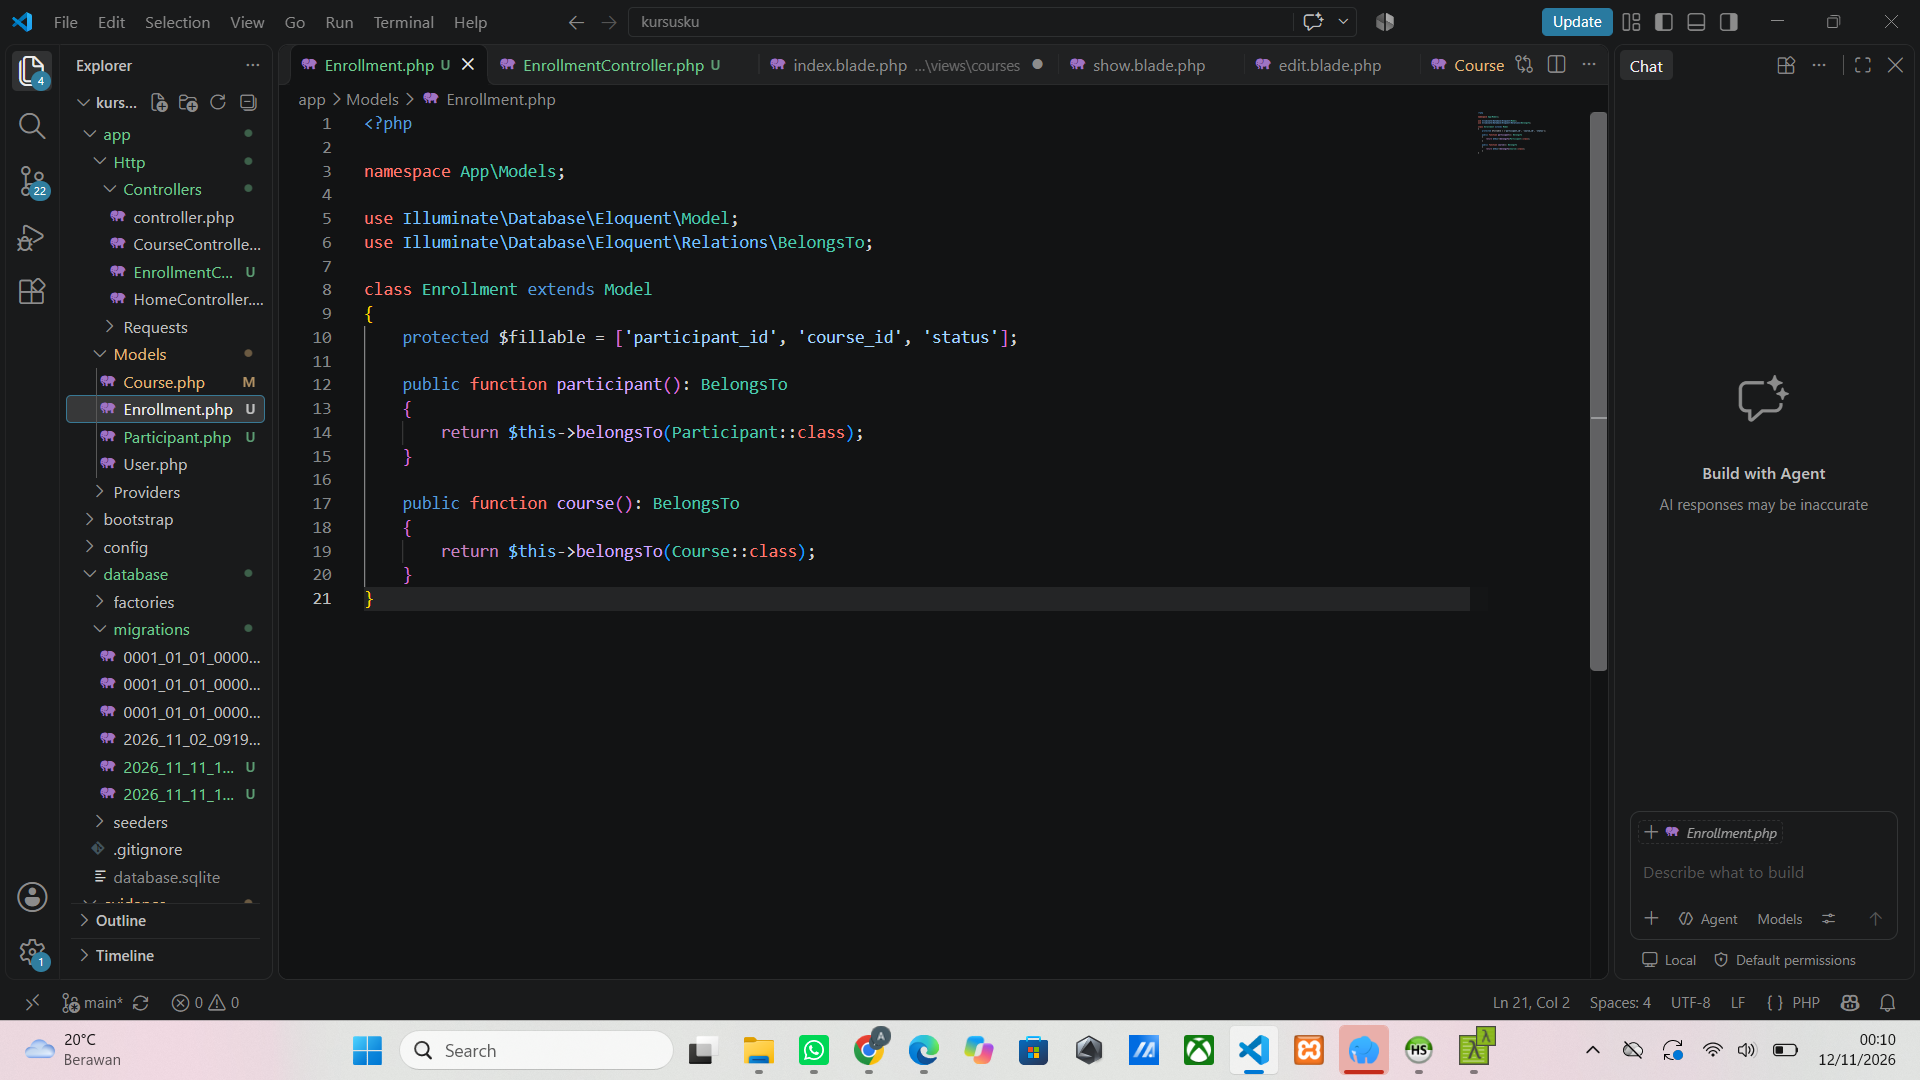 File Edit Selection View Go Run Terminal Help
kursusku
Update
Explorer
4
22
1
kurs...
app
Http
Controllers
controller.php
CourseControlle...
EnrollmentC... U
HomeController....
Requests
Models
Course.php M
Enrollment.php U
Participant.php U
User.php
Providers
bootstrap
config
database
factories
migrations
0001_01_01_0000...
0001_01_01_0000...
0001_01_01_0000...
2026_11_02_0919...
2026_11_11_1... U
2026_11_11_1... U
seeders
.gitignore
database.sqlite
Outline
Timeline
Enrollment.php U
EnrollmentController.php U
index.blade.php ...\views\courses
show.blade.php
edit.blade.php
Course
app > Models > Enrollment.php
1 <?php
2
3 namespace App\Models;
4
5 use Illuminate\Database\Eloquent\Model;
6 use Illuminate\Database\Eloquent\Relations\BelongsTo;
7
8 class Enrollment extends Model
9 {
10 protected $fillable = ['participant_id', 'course_id', 'status'];
11
12 public function participant(): BelongsTo
13 {
14 return $this->belongsTo(Participant::class);
15 }
16
17 public function course(): BelongsTo
18 {
19 return $this->belongsTo(Course::class);
20 }
21 }
Chat
Build with Agent
AI responses may be inaccurate
Enrollment.php
Describe what to build
Agent Models
Local Default permissions
main* 0 0
Ln 21, Col 2 Spaces: 4 UTF-8 LF { } PHP
20°C
Berawan
Search
A
HS
00:10
12/11/2026